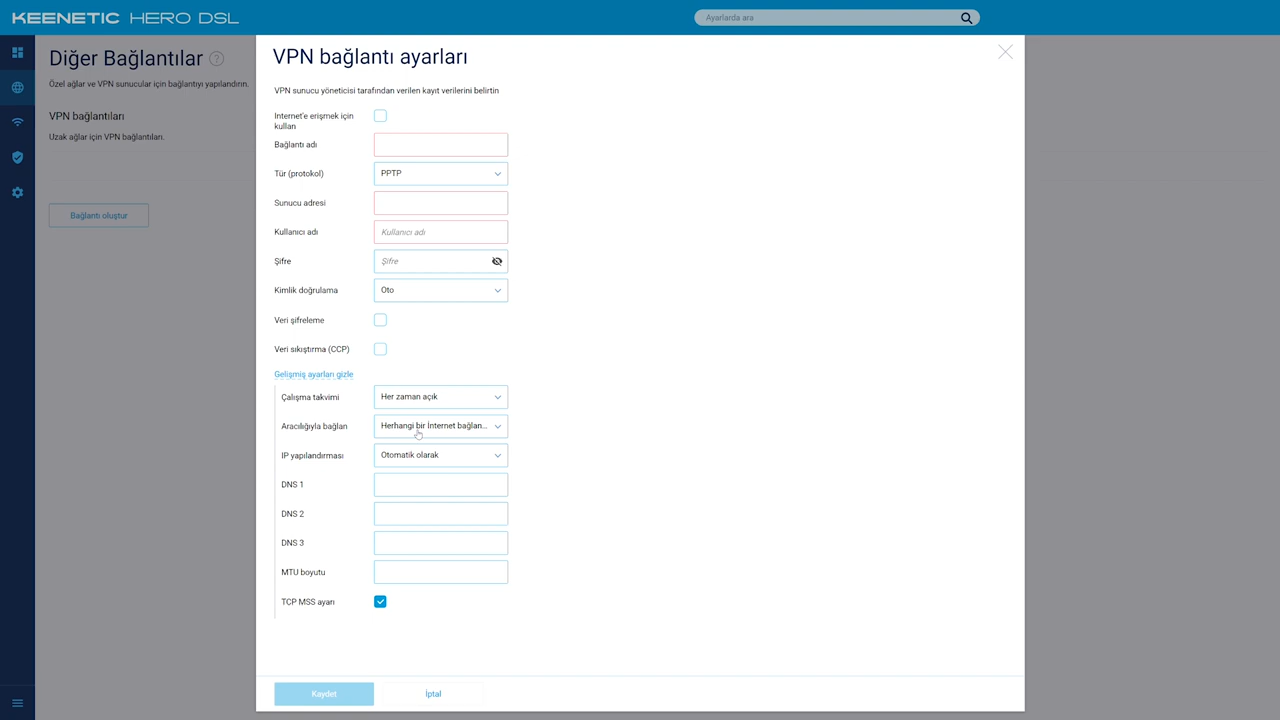 KEENETIC HERO DSL
Ayarlarda ara
Diğer Bağlantılar ?
Özel ağlar ve VPN sunucular için bağlantıyı yapılandırın.
VPN bağlantıları
Uzak ağlar için VPN bağlantıları.
Bağlantı oluştur
VPN bağlantı ayarları
VPN sunucu yöneticisi tarafından verilen kayıt verilerini belirtin
Internet'e erişmek için
kullan
Bağlantı adı
Tür (protokol) PPTP
Sunucu adresi
Kullanıcı adı Kullanıcı adı
Şifre Şifre
Kimlik doğrulama Oto
Veri şifreleme
Veri sıkıştırma (CCP)
Gelişmiş ayarları gizle
Çalışma takvimi Her zaman açık
Aracılığıyla bağlan Herhangi bir İnternet bağlan...
IP yapılandırması Otomatik olarak
DNS 1
DNS 2
DNS 3
MTU boyutu
TCP MSS ayarı
Kaydet İptal